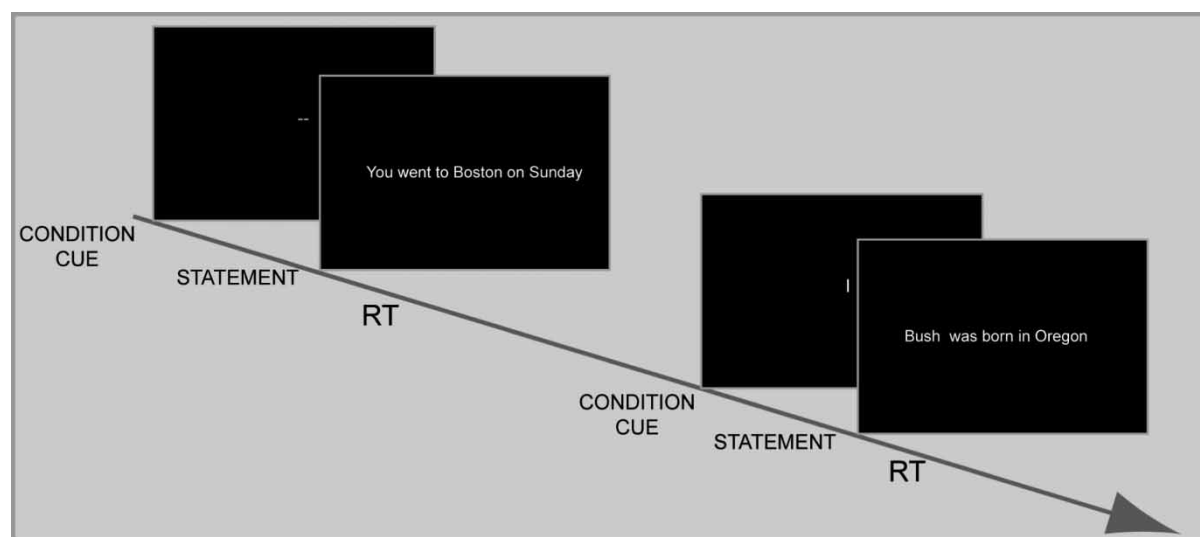 --
You went to Boston on Sunday
CONDITION
CUE
STATEMENT
RT
|
Bush was born in Oregon
CONDITION
CUE
STATEMENT
RT